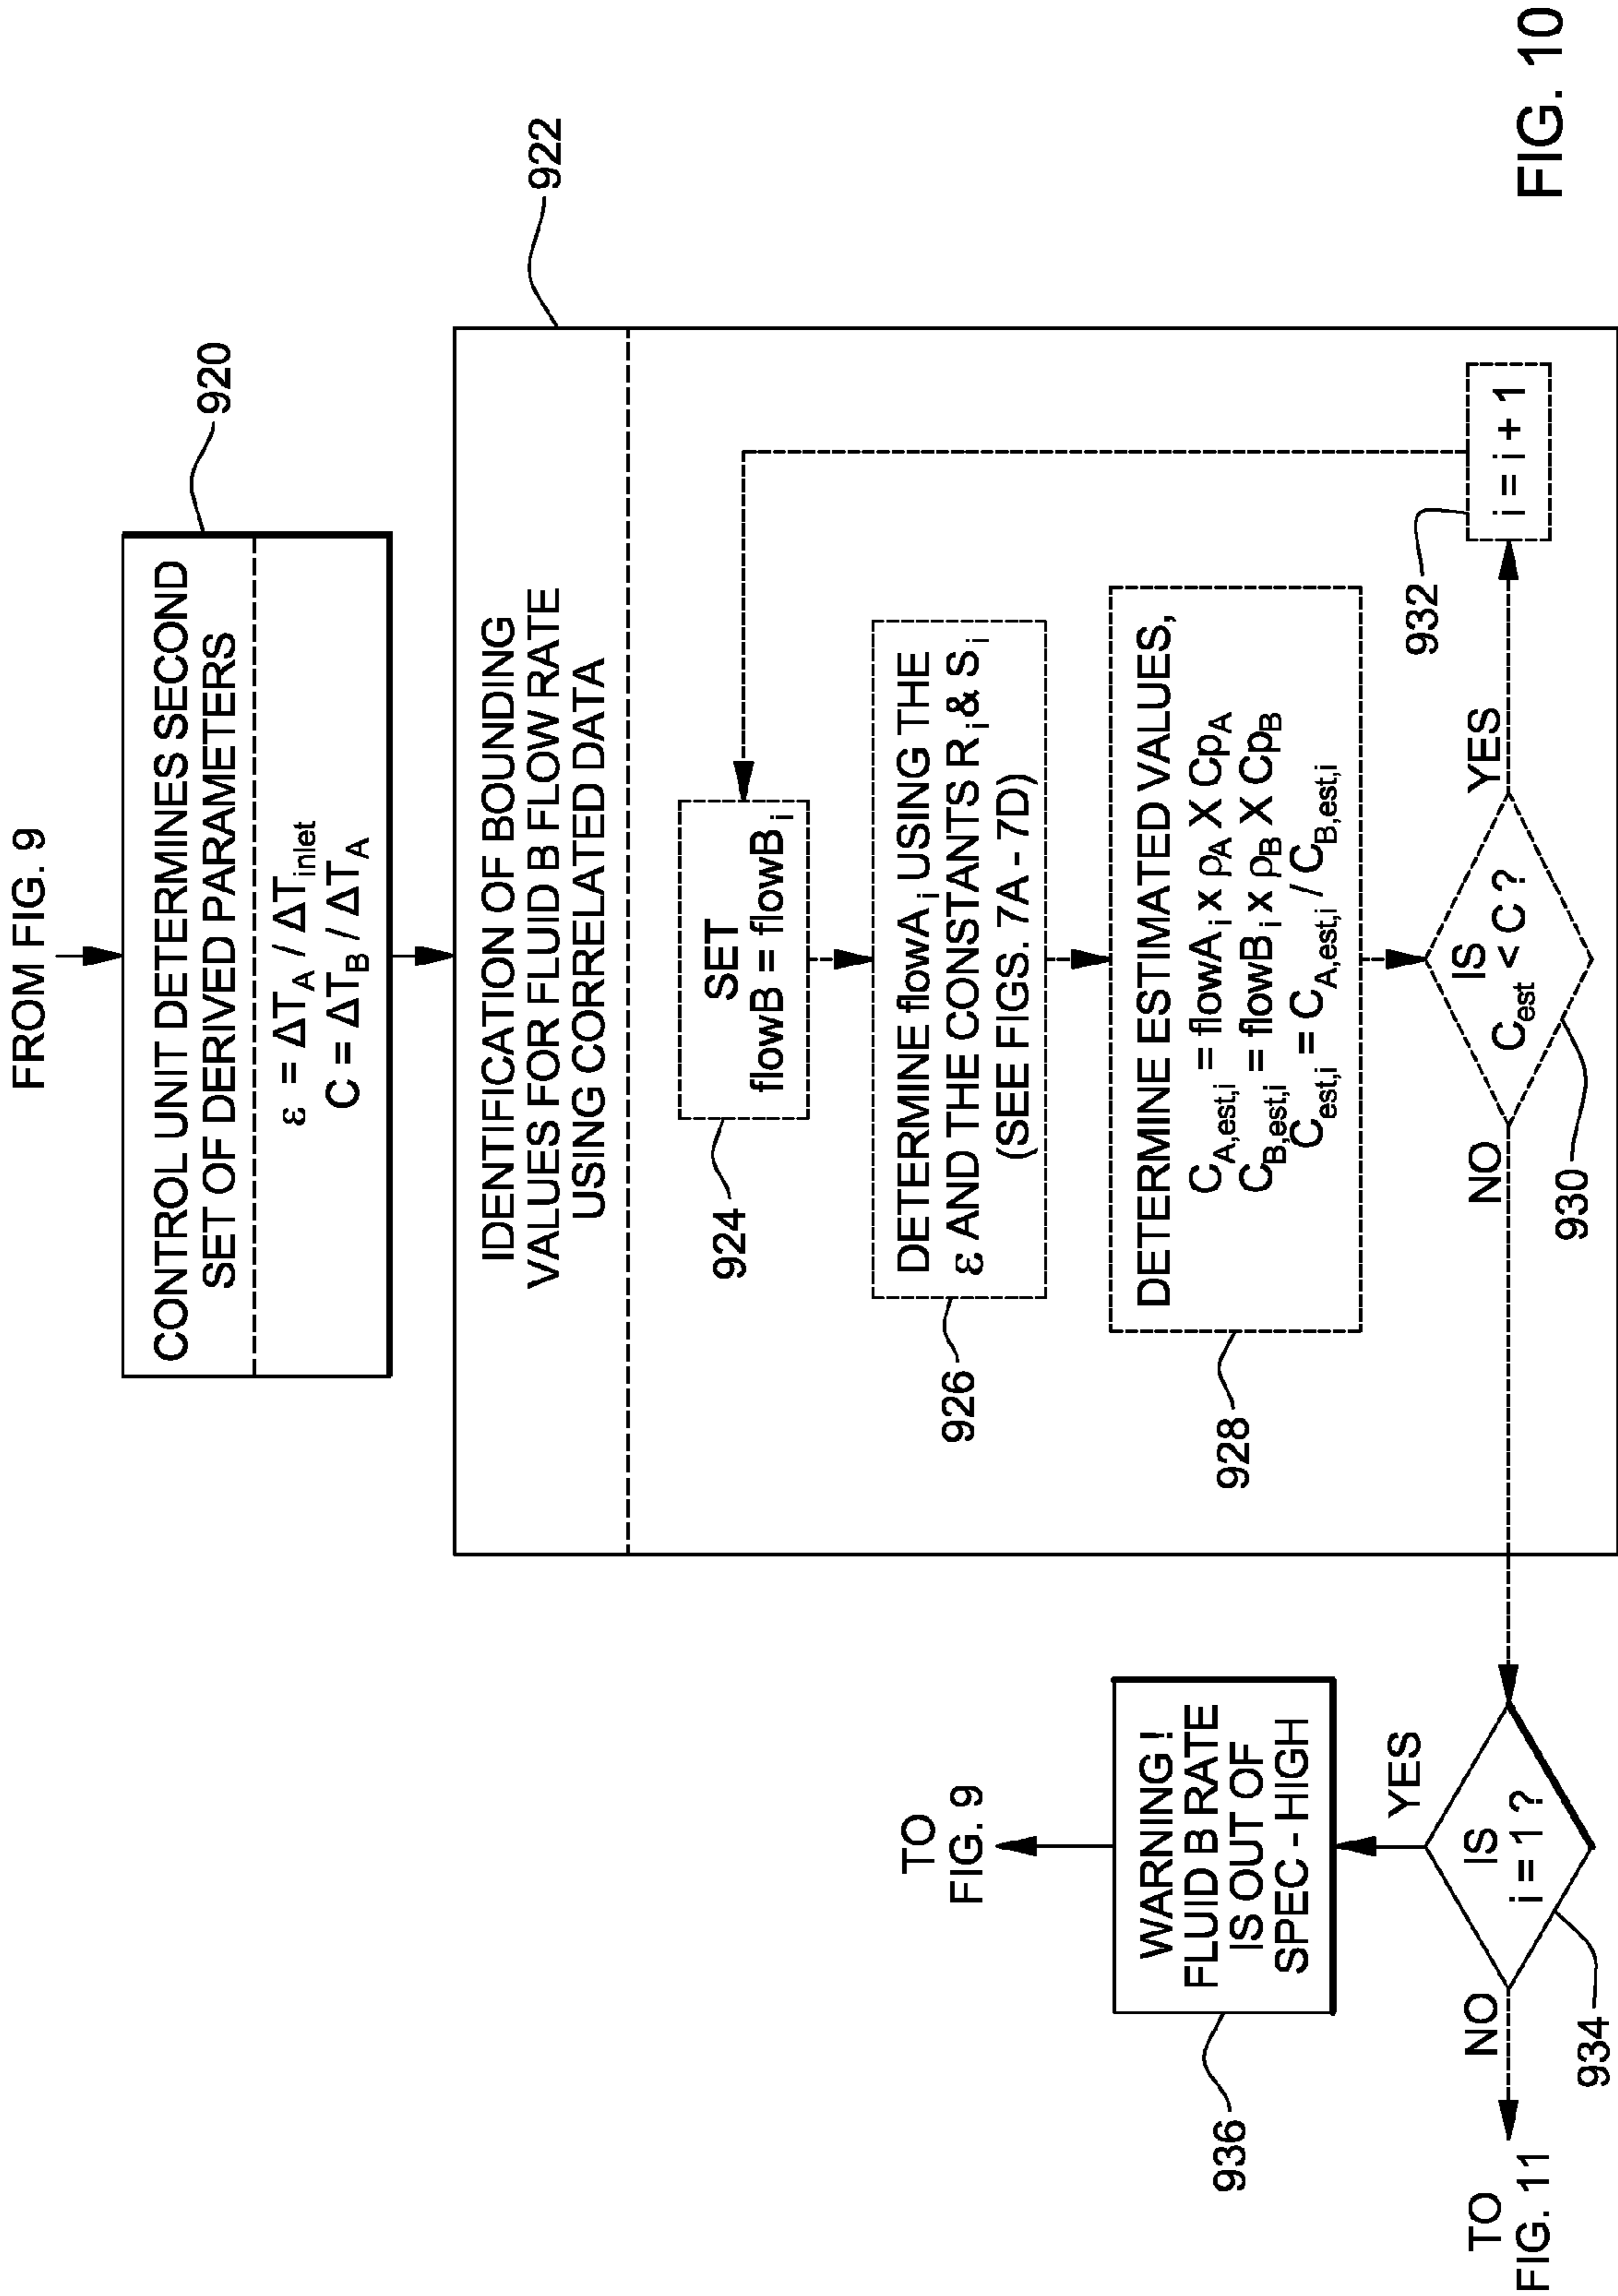 FROM FIG. 9
920
CONTROL UNIT DETERMINES SECOND
SET OF DERIVED PARAMETERS
ε = ΔT_A / ΔT_inlet
C = ΔT_B / ΔT_A
922
IDENTIFICATION OF BOUNDING
VALUES FOR FLUID B FLOW RATE
USING CORRELATED DATA
924
SET
flowB = flowB_i
926
DETERMINE flowA_i USING THE
ε AND THE CONSTANTS R_i & S_i
(SEE FIGS. 7A - 7D)
928
DETERMINE ESTIMATED VALUES,
C_A,est,i = flowA_i x ρ_A X Cp_A
C_B,est,i = flowB_i x ρ_B X Cp_B
C_est,i = C_A,est,i / C_B,est,i
930
IS
C_est < C ?
YES
NO
932
i = i + 1
934
IS
i = 1 ?
YES
NO
936
WARNING !
FLUID B RATE
IS OUT OF
SPEC - HIGH
TO
FIG. 9
TO
FIG. 11
FIG. 10